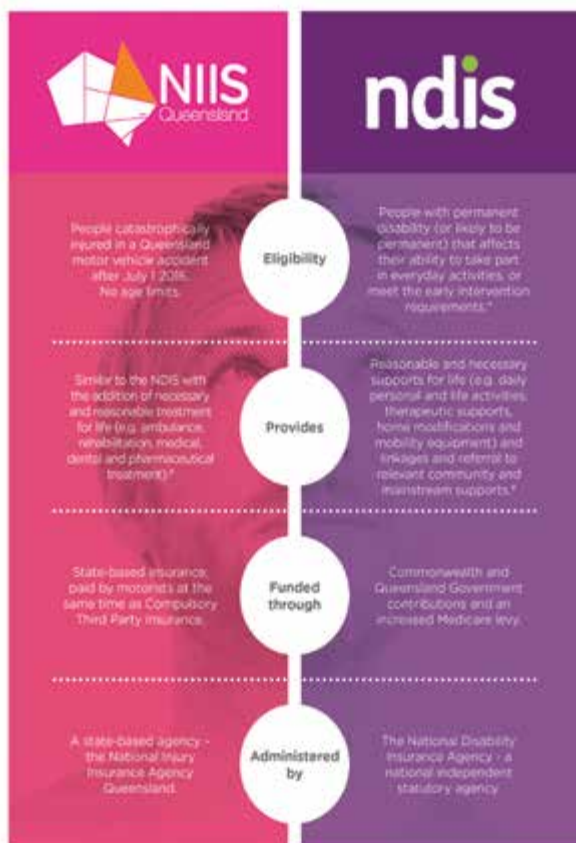 NIIS
Queensland
ndis
People catastrophically
injured in a Queensland
motor vehicle accident
after July 1 2016.
No age limits.
Eligibility
People with permanent
disability (or likely to be
permanent) that affects
their ability to take part
in everyday activities, or
meet the early intervention
requirements.*
Similar to the NDIS with
the addition of necessary
and reasonable treatment
for life (e.g. ambulance,
rehabilitation, medical,
dental and pharmaceutical
treatment).
Provides
Reasonable and necessary
supports for life (e.g. daily
personal and life activities,
therapeutic supports,
home modifications and
mobility equipment) and
linkages and referral to
relevant community and
mainstream supports.
State-based insurance,
paid by motorists at the
same time as Compulsory
Third Party Insurance.
Funded
through
Commonwealth and
Queensland Government
contributions and an
increased Medicare levy.
A state-based agency -
the National Injury
Insurance Agency
Queensland.
Administered
by
The National Disability
Insurance Agency - a
national independent
statutory agency